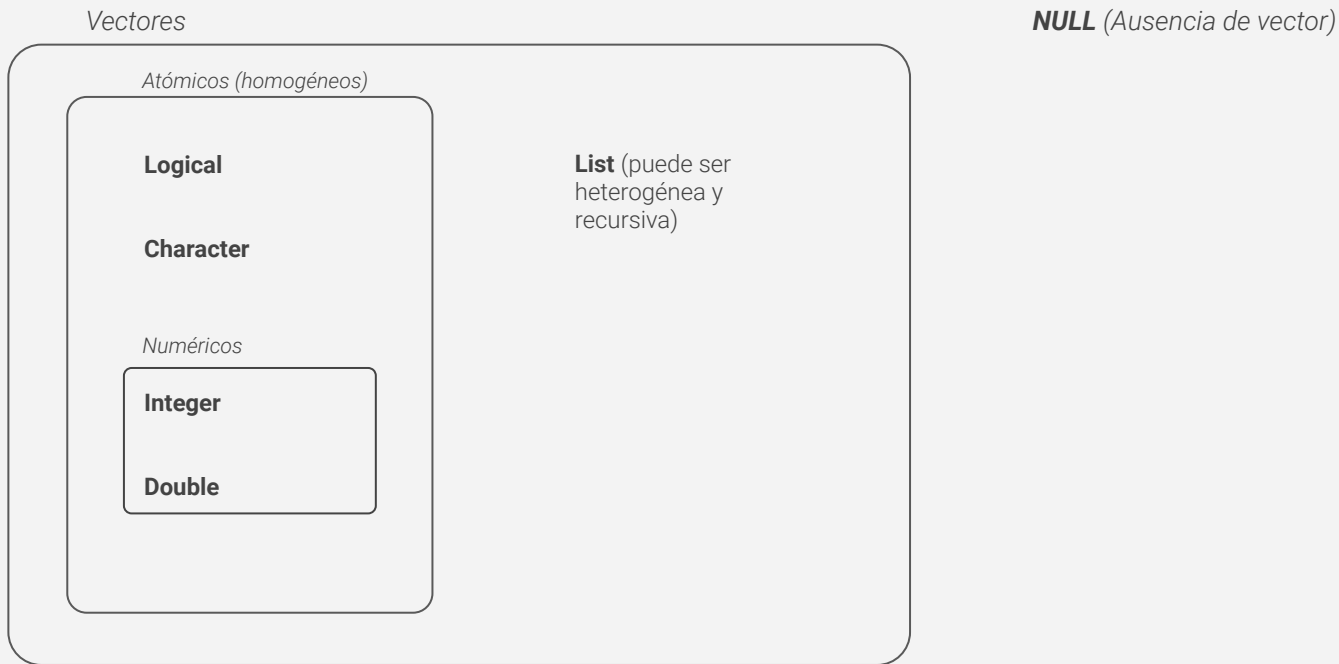 Vectores
NULL (Ausencia de vector)
Atómicos (homogéneos)
Logical
Character
Numéricos
Integer
Double
List (puede ser
heterogénea y
recursiva)